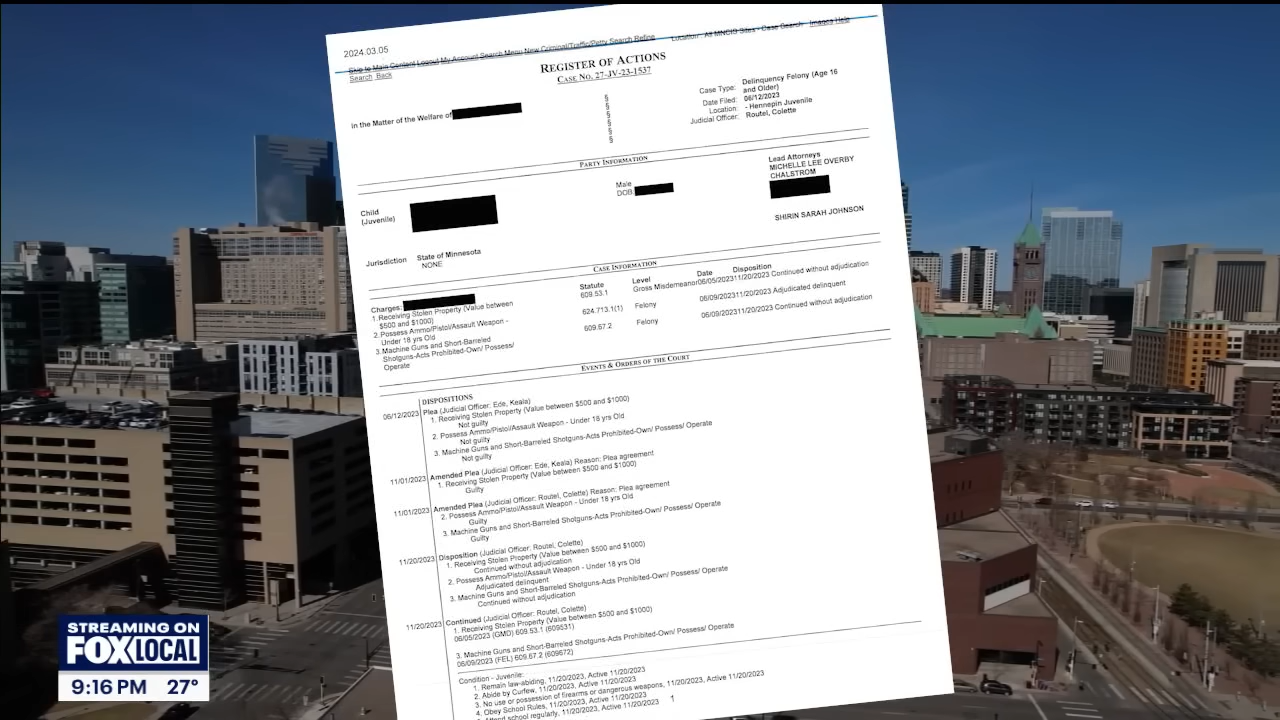 2024.03.05
Skip to Main Content Logout My Account Search Menu New Criminal/Traffic/Petty Search Refine
Search Back
Location : All MNCIS Sites - Case Search Images Help
REGISTER OF ACTIONS
CASE NO. 27-JV-23-1537
in the Matter of the Welfare of
§
§
§
§
§
§
Case Type: Delinquency Felony (Age 16
and Older)
Date Filed: 06/12/2023
Location: - Hennepin Juvenile
Judicial Officer: Routel, Colette
PARTY INFORMATION
Lead Attorneys
Child
(Juvenile)
Male
DOB:
MICHELLE LEE OVERBY
CHALSTROM
SHIRIN SARAH JOHNSON
Jurisdiction State of Minnesota
NONE
CASE INFORMATION
Charges: Statute Level Date Disposition
1. Receiving Stolen Property (Value between
$500 and $1000) 609.53.1 Gross Misdemeanor 06/05/2023 11/20/2023 Continued without adjudication
2. Possess Ammo/Pistol/Assault Weapon -
Under 18 yrs Old 624.713.1(1) Felony 06/09/2023 11/20/2023 Adjudicated delinquent
3. Machine Guns and Short-Barreled
Shotguns-Acts Prohibited-Own/ Possess/
Operate 609.67.2 Felony 06/09/2023 11/20/2023 Continued without adjudication
EVENTS & ORDERS OF THE COURT
DISPOSITIONS
06/12/2023 Plea (Judicial Officer: Ede, Keala)
1. Receiving Stolen Property (Value between $500 and $1000)
Not guilty
2. Possess Ammo/Pistol/Assault Weapon - Under 18 yrs Old
Not guilty
3. Machine Guns and Short-Barreled Shotguns-Acts Prohibited-Own/ Possess/ Operate
Not guilty
11/01/2023 Amended Plea (Judicial Officer: Ede, Keala) Reason: Plea agreement
1. Receiving Stolen Property (Value between $500 and $1000)
Guilty
11/01/2023 Amended Plea (Judicial Officer: Routel, Colette) Reason: Plea agreement
2. Possess Ammo/Pistol/Assault Weapon - Under 18 yrs Old
Guilty
3. Machine Guns and Short-Barreled Shotguns-Acts Prohibited-Own/ Possess/ Operate
Guilty
11/20/2023 Disposition (Judicial Officer: Routel, Colette)
1. Receiving Stolen Property (Value between $500 and $1000)
Continued without adjudication
2. Possess Ammo/Pistol/Assault Weapon - Under 18 yrs Old
Adjudicated delinquent
3. Machine Guns and Short-Barreled Shotguns-Acts Prohibited-Own/ Possess/ Operate
Continued without adjudication
11/20/2023 Continued (Judicial Officer: Routel, Colette)
1. Receiving Stolen Property (Value between $500 and $1000)
06/05/2023 (GMD) 609.53.1 (609531)
3. Machine Guns and Short-Barreled Shotguns-Acts Prohibited-Own/ Possess/ Operate
06/09/2023 (FEL) 609.67.2 (609672)
Condition - Juvenile:
1. Remain law-abiding, 11/20/2023, Active 11/20/2023
2. Abide by Curfew, 11/20/2023, Active 11/20/2023
3. No use or possession of firearms or dangerous weapons, 11/20/2023, Active 11/20/2023
4. Obey School Rules, 11/20/2023, Active 11/20/2023
5. Attend school regularly, 11/20/2023, Active 11/20/2023
1
STREAMING ON
FOX LOCAL
9:16 PM 27°